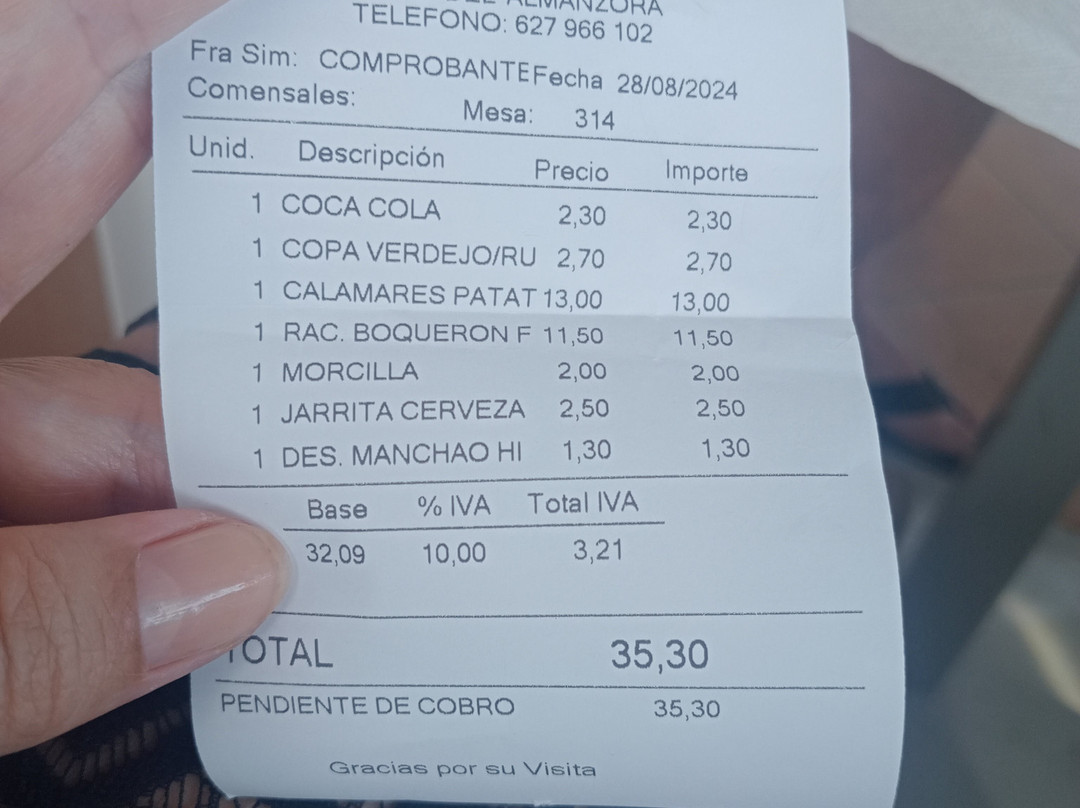 ALMANZORA
TELEFONO: 627 966 102
Fra Sim: COMPROBANTE Fecha 28/08/2024
Comensales: Mesa: 314
Unid. Descripción Precio Importe
1 COCA COLA 2,30 2,30
1 COPA VERDEJO/RU 2,70 2,70
1 CALAMARES PATAT 13,00 13,00
1 RAC. BOQUERON F 11,50 11,50
1 MORCILLA 2,00 2,00
1 JARRITA CERVEZA 2,50 2,50
1 DES. MANCHAO HI 1,30 1,30
Base % IVA Total IVA
32,09 10,00 3,21
TOTAL 35,30
PENDIENTE DE COBRO 35,30
Gracias por su Visita